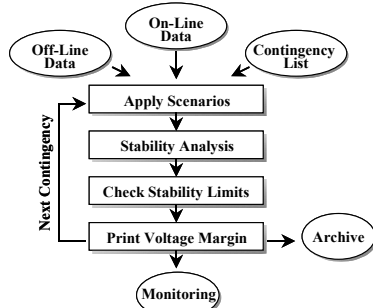 On-Line
Data
Off-Line
Data
Contingency
List
Apply Scenarios
Stability Analysis
Check Stability Limits
Print Voltage Margin
Next Contingency
Archive
Monitoring